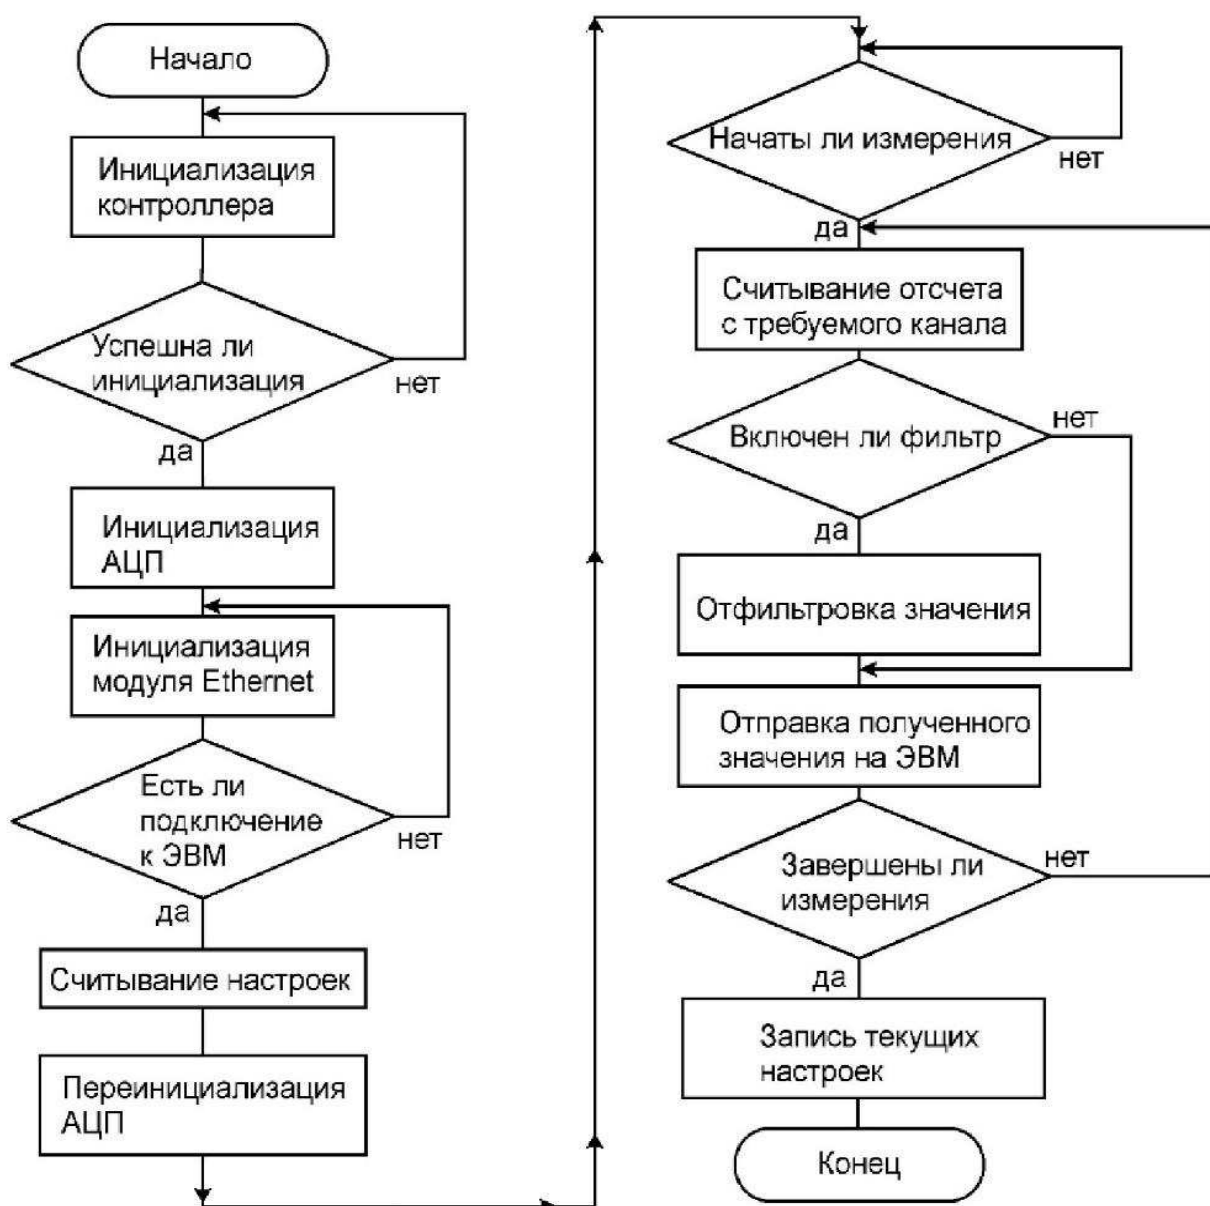 Начало
Инициализация
контроллера
Успешна ли
инициализация
нет
да
Инициализация
АЦП
Инициализация
модуля Ethernet
Есть ли
подключение
к ЭВМ
нет
да
Считывание настроек
Переинициализация
АЦП
Начаты ли измерения
нет
да
Считывание отсчета
с требуемого канала
Включен ли фильтр
нет
да
Отфильтровка значения
Отправка полученного
значения на ЭВМ
Завершены ли
измерения
нет
да
Запись текущих
настроек
Конец